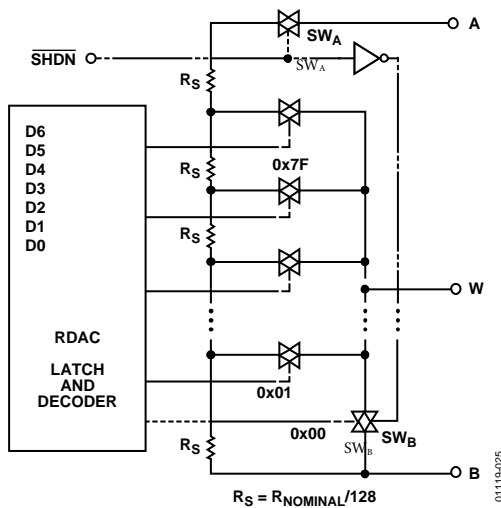 A
SW_A
SHDN
SW_A
R_S
D6
D5
D4
D3
D2
D1
D0
0x7F
R_S
R_S
W
RDAC
LATCH
AND
DECODER
0x01
0x00
SW_B
SW_B
R_S
B
R_S = R_NOMINAL/128
01119-025